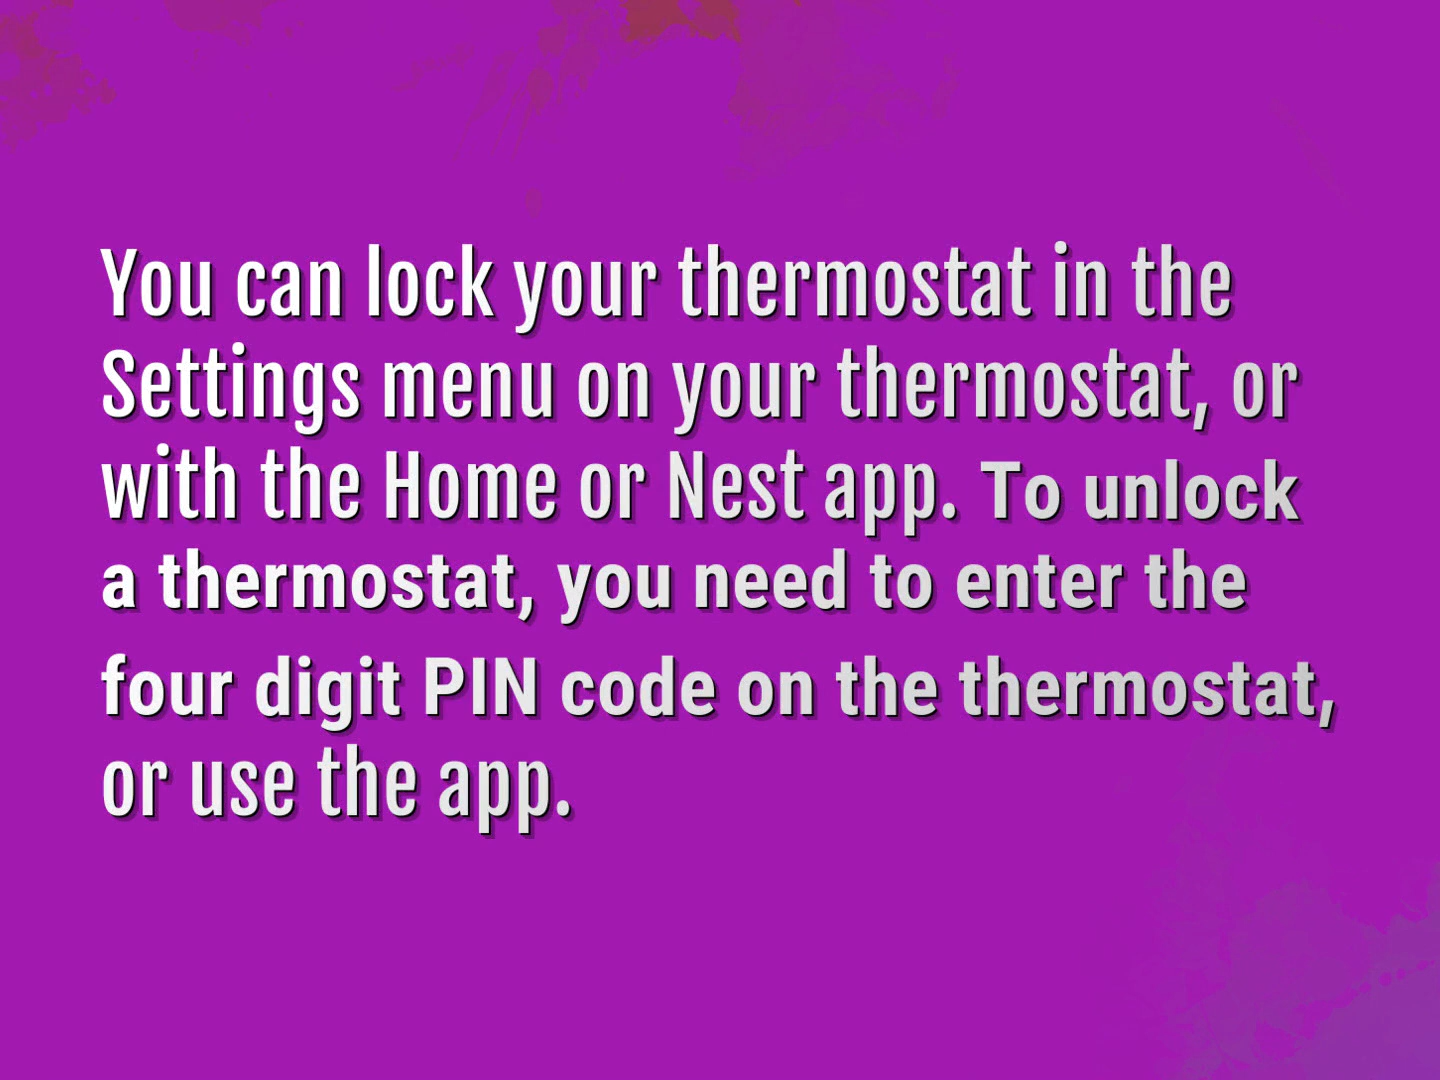 You can lock your thermostat in the
Settings menu on your thermostat, or
with the Home or Nest app. To unlock
a thermostat, you need to enter the
four digit PIN code on the thermostat,
or use the app.